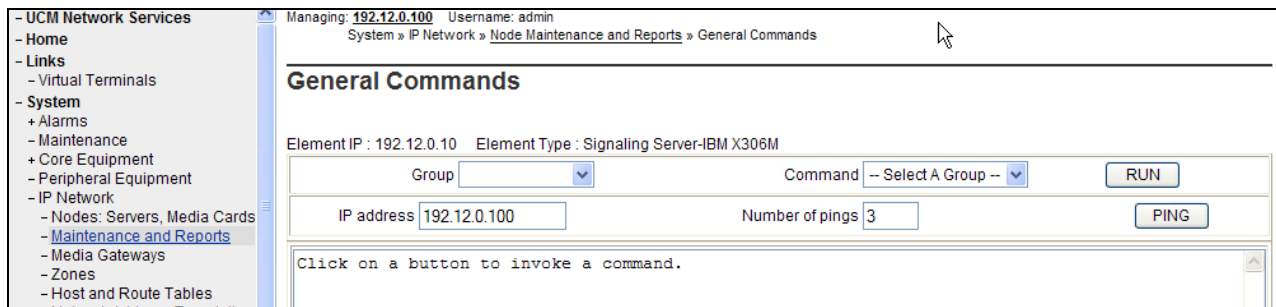 – UCM Network Services
– Home
– Links
– Virtual Terminals
– System
+ Alarms
– Maintenance
+ Core Equipment
– Peripheral Equipment
– IP Network
– Nodes: Servers, Media Cards
– Maintenance and Reports
– Media Gateways
– Zones
– Host and Route Tables
Managing: 192.12.0.100 Username: admin
System » IP Network » Node Maintenance and Reports » General Commands
General Commands
Element IP : 192.12.0.10 Element Type : Signaling Server-IBM X306M
Group Command -- Select A Group -- RUN
IP address 192.12.0.100 Number of pings 3 PING
Click on a button to invoke a command.